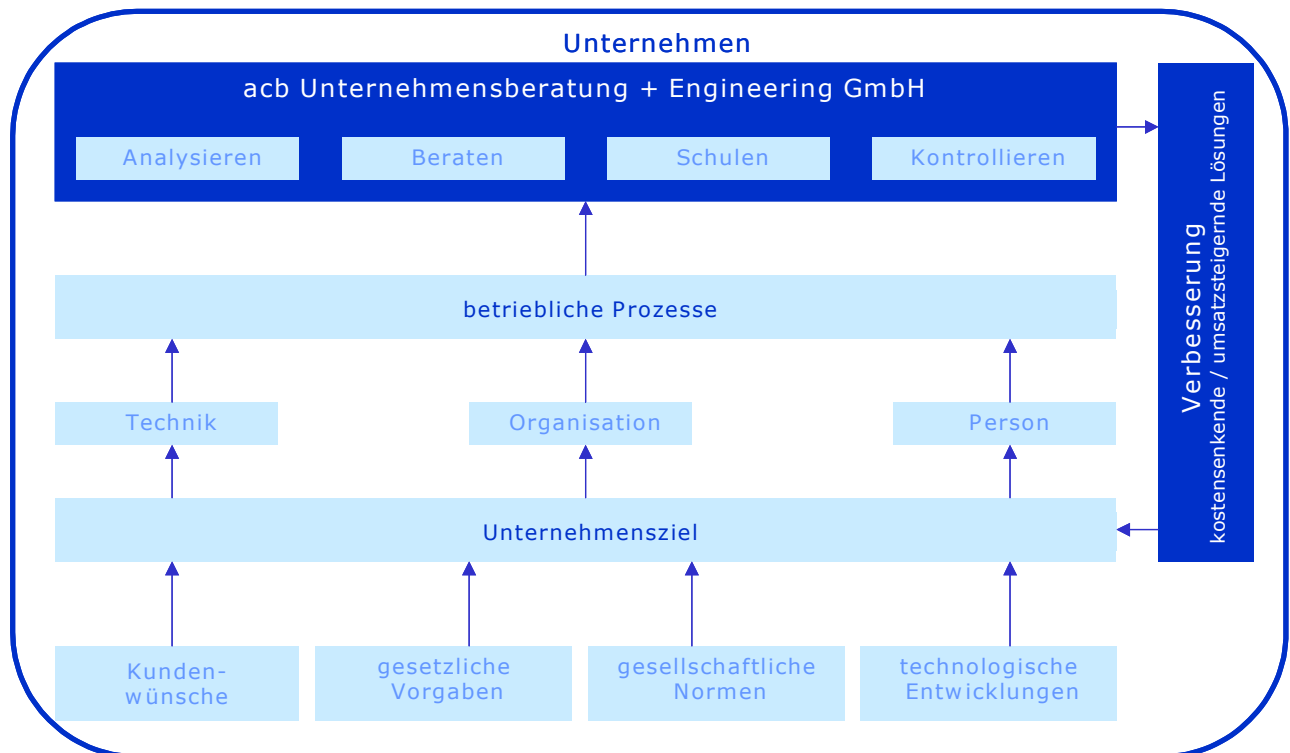 Unternehmen
acb Unternehmensberatung + Engineering GmbH
Analysieren
Beraten
Schulen
Kontrollieren
betriebliche Prozesse
Technik
Organisation
Person
Unternehmensziel
Kunden-
wünsche
gesetzliche
Vorgaben
gesellschaftliche
Normen
technologische
Entwicklungen
Verbesserung
kostensenkende / umsatzsteigernde Lösungen